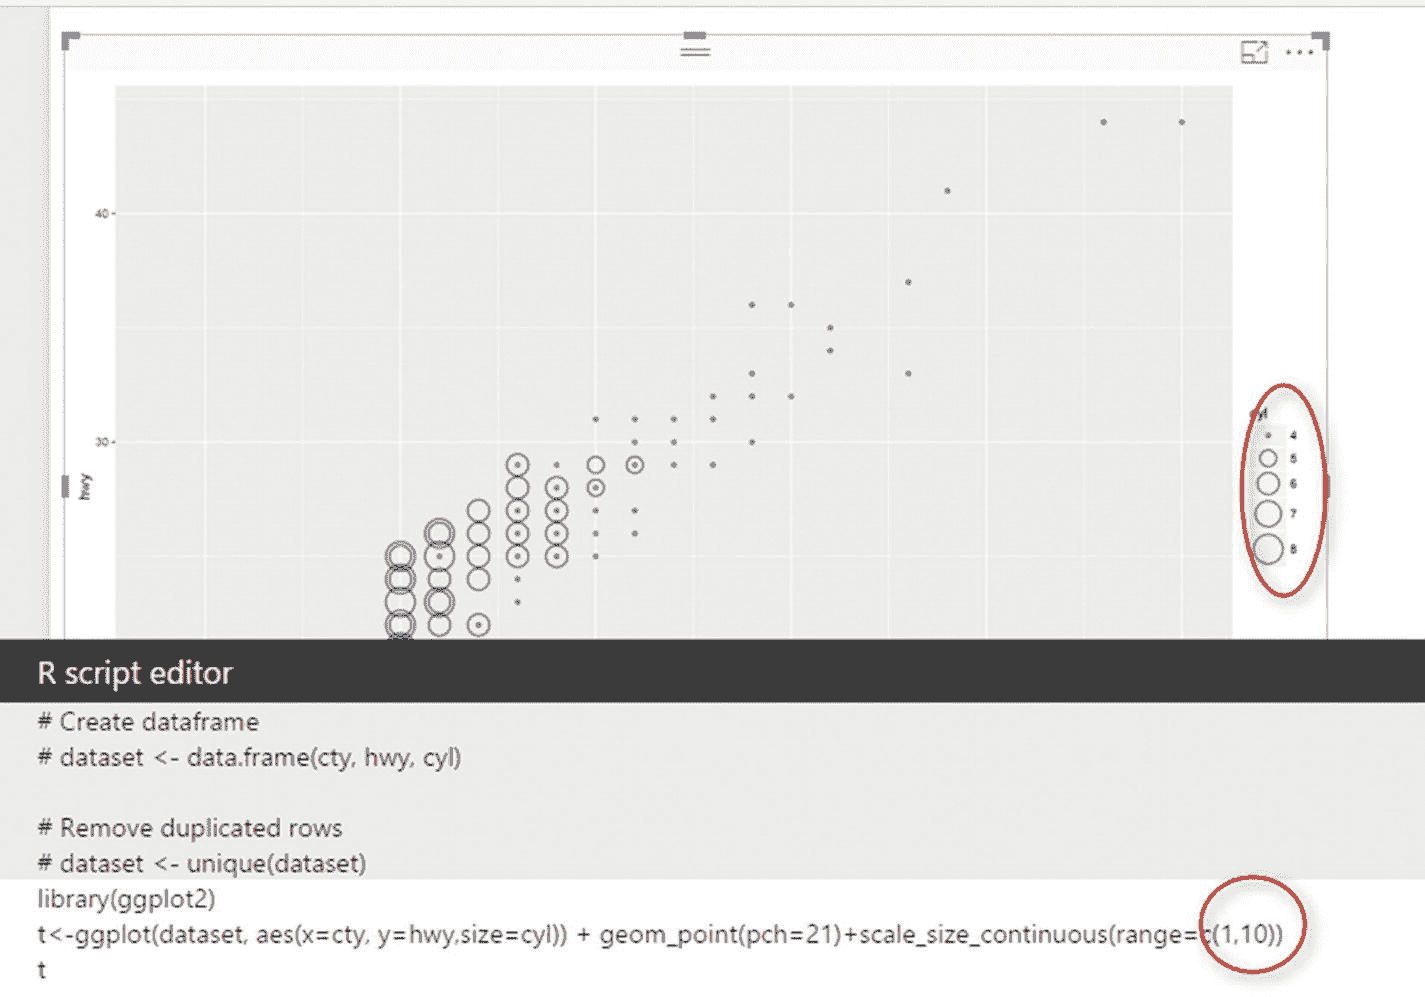 40
30
hwy
cyl
4
5
6
7
8
R script editor
# Create dataframe
# dataset <- data.frame(cty, hwy, cyl)
# Remove duplicated rows
# dataset <- unique(dataset)
library(ggplot2)
t<-ggplot(dataset, aes(x=cty, y=hwy,size=cyl)) + geom_point(pch=21)+scale_size_continuous(range=c(1,10))
t